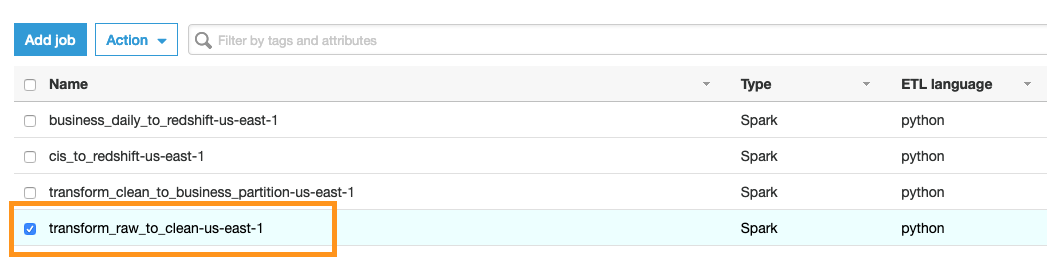 Add job Action Filter by tags and attributes
Name Type ETL language
business_daily_to_redshift-us-east-1 Spark python
cis_to_redshift-us-east-1 Spark python
transform_clean_to_business_partition-us-east-1 Spark python
transform_raw_to_clean-us-east-1 Spark python